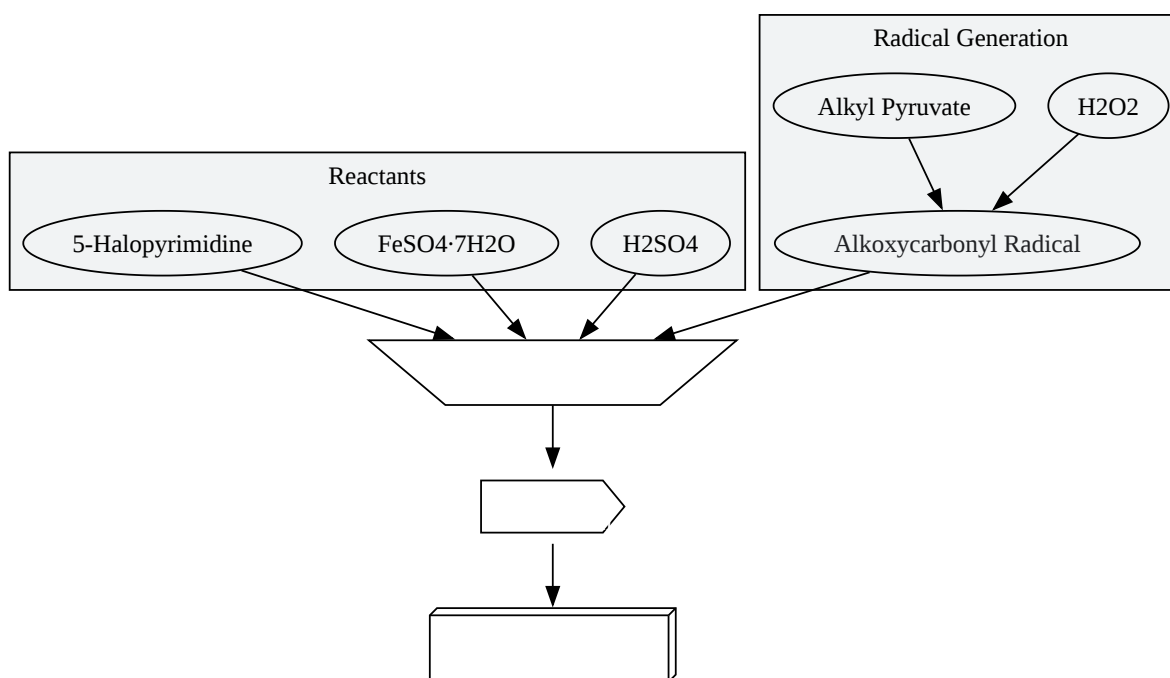 Radical Generation
Alkyl Pyruvate
H2O2
Reactants
5-Halopyrimidine
FeSO4·7H2O
H2SO4
Alkoxycarbonyl Radical